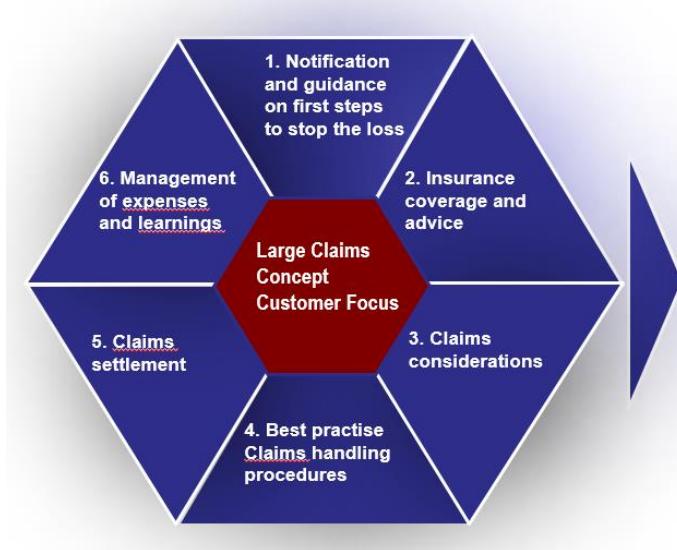 1. Notification
and guidance
on first steps
to stop the loss
2. Insurance
coverage and
advice
3. Claims
considerations
4. Best practise
Claims handling
procedures
5. Claims
settlement
6. Management
of expenses
and learnings
Large Claims
Concept
Customer Focus